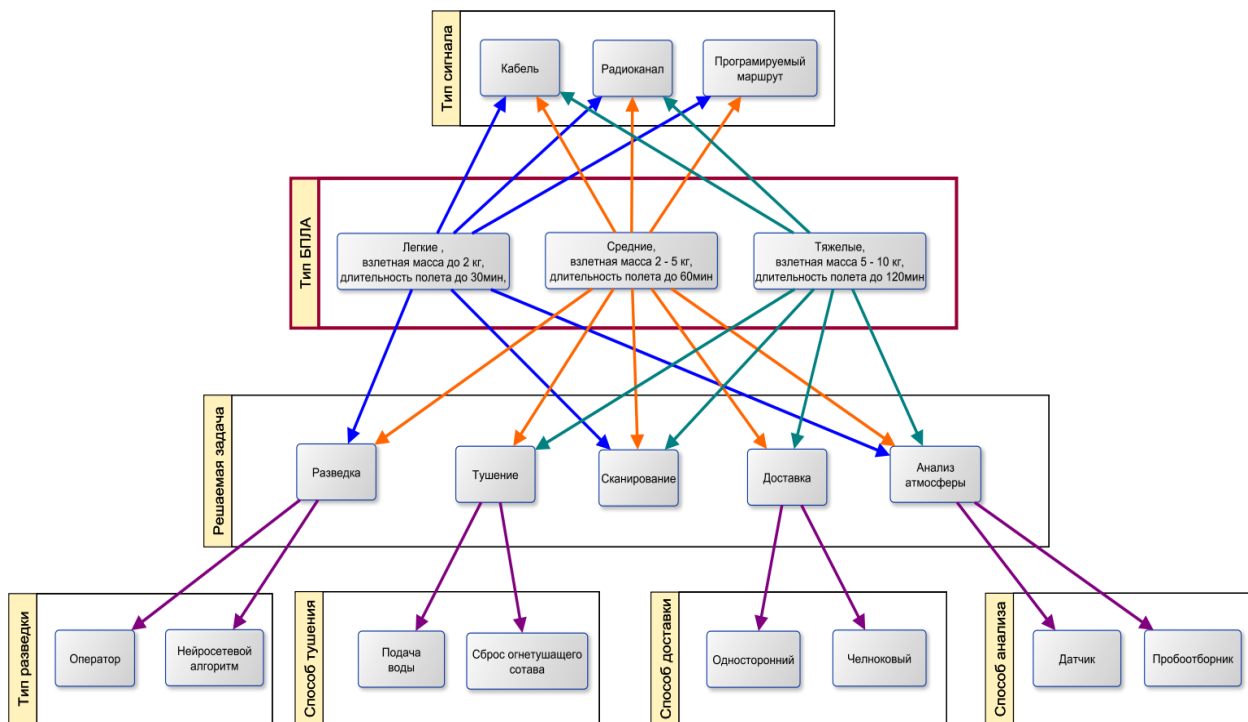 Тип сигнала
Кабель
Радиоканал
Програмируемый
маршрут
Тип БПЛА
Легкие ,
взлетная масса до 2 кг,
длительность полета до 30мин,
Средние,
взлетная масса 2 - 5 кг,
длительность полета до 60мин
Тяжелые,
взлетная масса 5 - 10 кг,
длительность полета до 120мин
Решаемая задача
Разведка
Тушение
Сканирование
Доставка
Анализ
атмосферы
Тип разведки
Оператор
Нейросетевой
алгоритм
Способ тушения
Подача
воды
Сброс огнетушащего
сотава
Способ доставки
Односторонний
Челноковый
Способ анализа
Датчик
Пробоотборник